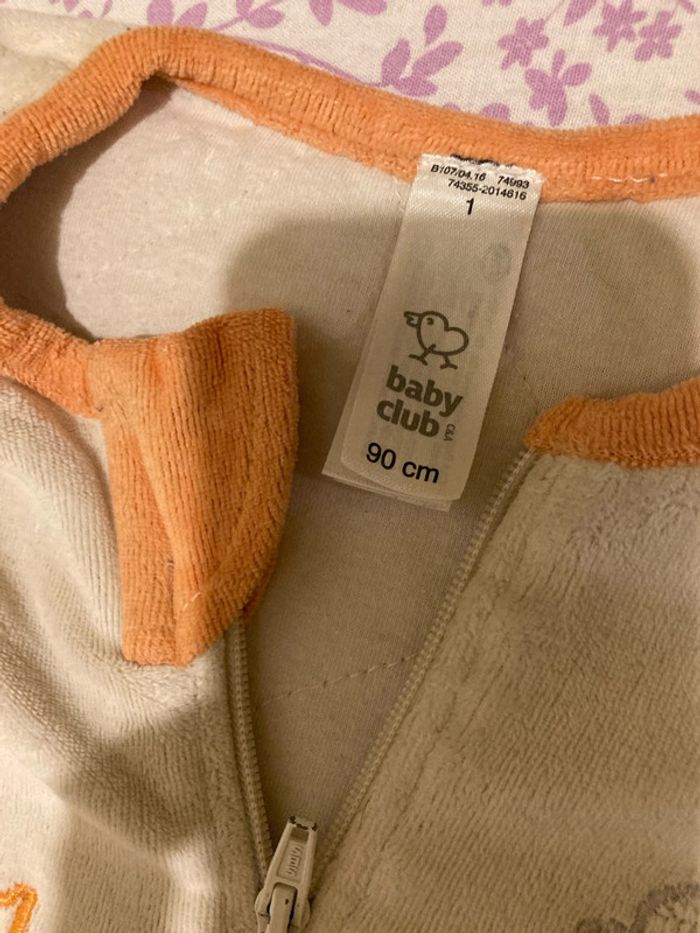 B107/04.16 74993
74355-2014616
1
baby
club
C&A
90 cm